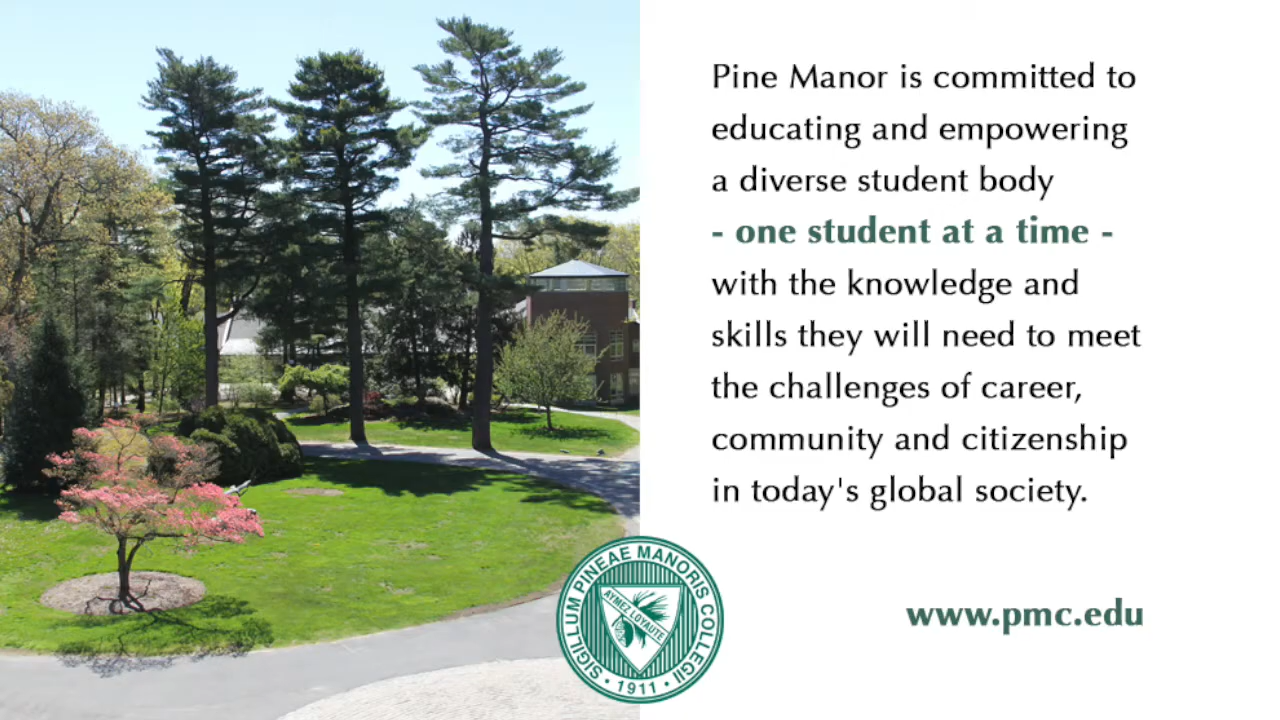 Pine Manor is committed to
educating and empowering
a diverse student body
- one student at a time -
with the knowledge and
skills they will need to meet
the challenges of career,
community and citizenship
in today's global society.
SIGILLUM PINEAE MANORIS COLLEGII
AYMEZ LOYAUTE
· 1911 ·
www.pmc.edu